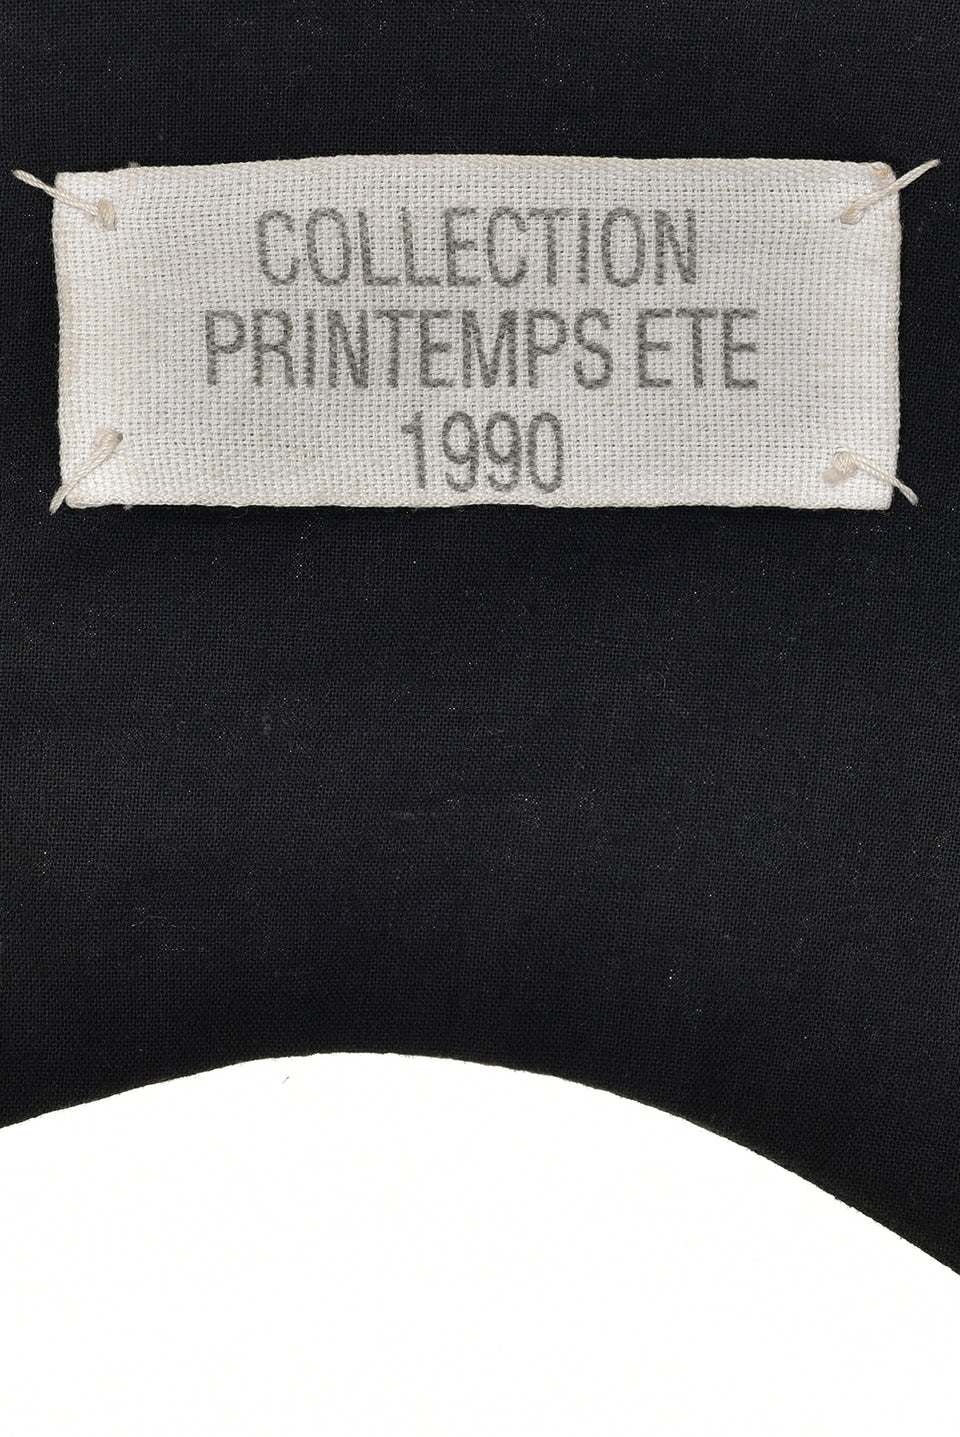 COLLECTION
PRINTEMPS ETE
1990